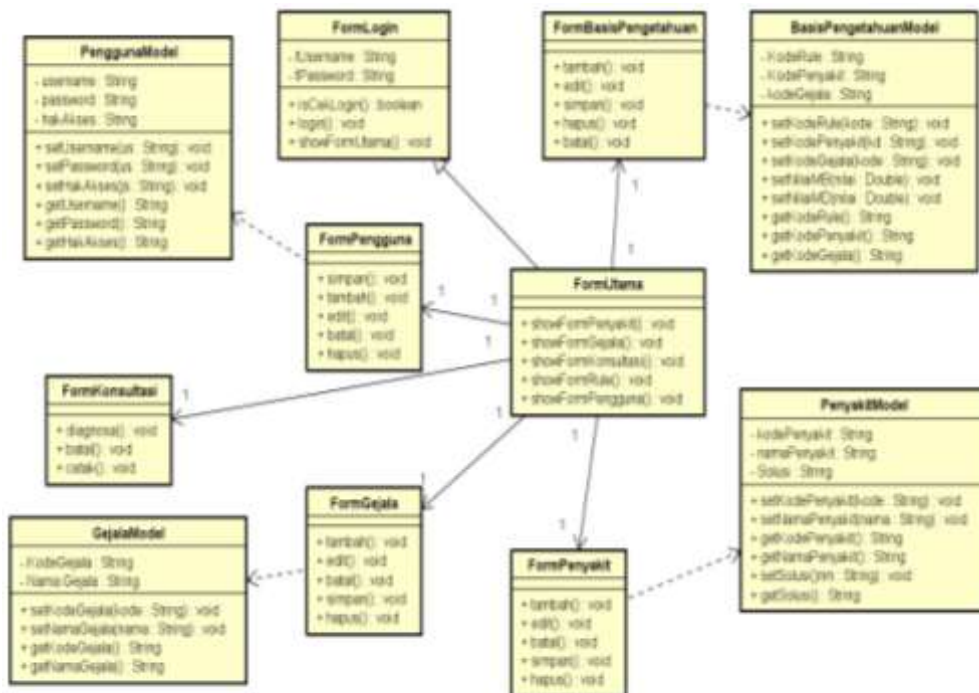 PenggunaModel
- username : String
- password : String
- hakAkses : String
+ setUsername(us : String) : void
+ setPassword(us : String) : void
+ setHakAkses(js : String) : void
+ getUsername() : String
+ getPassword() : String
+ getHakAkses() : String
FormLogin
- tUsername : String
- tPassword : String
+ isCekLogin() : boolean
+ login() : void
+ showFormUtama() : void
FormBasisPengetahuan
+ tambah() : void
+ edit() : void
+ simpan() : void
+ hapus() : void
+ batal() : void
BasisPengetahuanModel
- KodeRule : String
- KodePenyakit : String
- kodeGejala : String
+ setKodeRule(kode : String) : void
+ setKodePenyakit(kd : String) : void
+ setKodeGejala(kode : String) : void
+ setNilaiMB(nilai : Double) : void
+ setNilaiMD(nilai : Double) : void
+ getKodeRule() : String
+ getKodePenyakit() : String
+ getKodeGejala() : String
1
1
FormPengguna
+ simpan() : void
+ tambah() : void
+ edit() : void
+ batal() : void
+ hapus() : void
1
1
1
FormUtama
+ showFormPenyakit() : void
+ showFormGejala() : void
+ showFormKonsultasi() : void
+ showFormRule() : void
+ showFormPengguna() : void
FormKonsultasi
+ diagnosa() : void
+ batal() : void
+ cetak() : void
1
1
1
PenyakitModel
- kodePenyakit : String
- namaPenyakit : String
- Solusi : String
+ setKodePenyakit(kode : String) : void
+ setNamaPenyakit(nama : String) : void
+ getKodePenyakit() : String
+ getNamaPenyakit() : String
+ setSolusi(nn : String) : void
+ getSolusi() : String
1
FormGejala
+ tambah() : void
+ edit() : void
+ batal() : void
+ simpan() : void
+ hapus() : void
GejalaModel
- KodeGejala : String
- Nama Gejala : String
+ setKodeGejala(kode : String) : void
+ setNamaGejala(nama : String) : void
+ getKodeGejala() : String
+ getNamaGejala() : String
1
FormPenyakit
+ tambah() : void
+ edit() : void
+ batal() : void
+ simpan() : void
+ hapus() : void